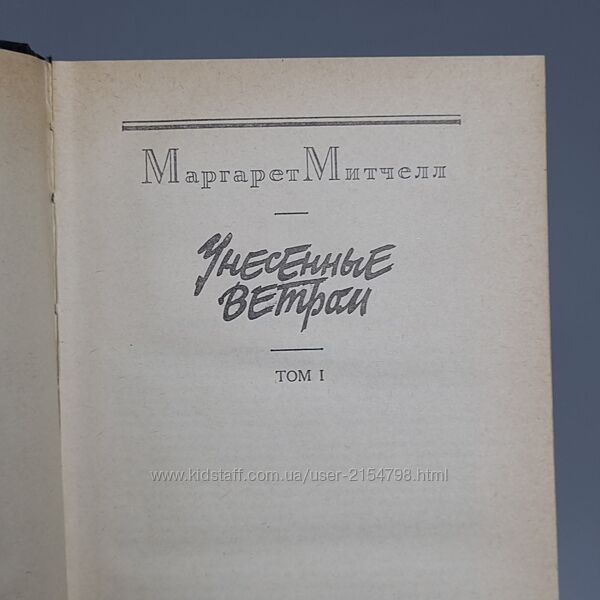 Маргарет Митчелл
Унесенные
ветром
ТОМ I
www.kidstaff.com.ua/user-2154798.html